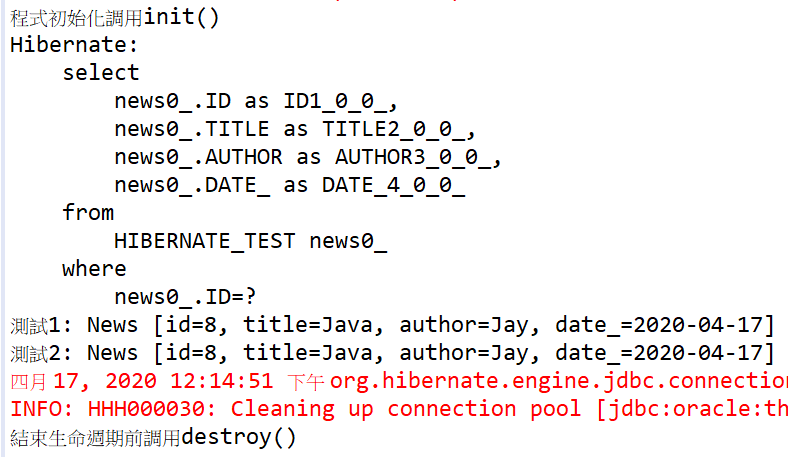 程式初始化調用init()
Hibernate:
    select
        news0_.ID as ID1_0_0_,
        news0_.TITLE as TITLE2_0_0_,
        news0_.AUTHOR as AUTHOR3_0_0_,
        news0_.DATE_ as DATE_4_0_0_
    from
        HIBERNATE_TEST news0_
    where
        news0_.ID=?
測試1: News [id=8, title=Java, author=Jay, date_=2020-04-17]
測試2: News [id=8, title=Java, author=Jay, date_=2020-04-17]
四月 17, 2020 12:14:51 下午 org.hibernate.engine.jdbc.connection
INFO: HHH000030: Cleaning up connection pool [jdbc:oracle:th
結束生命週期前調用destroy()